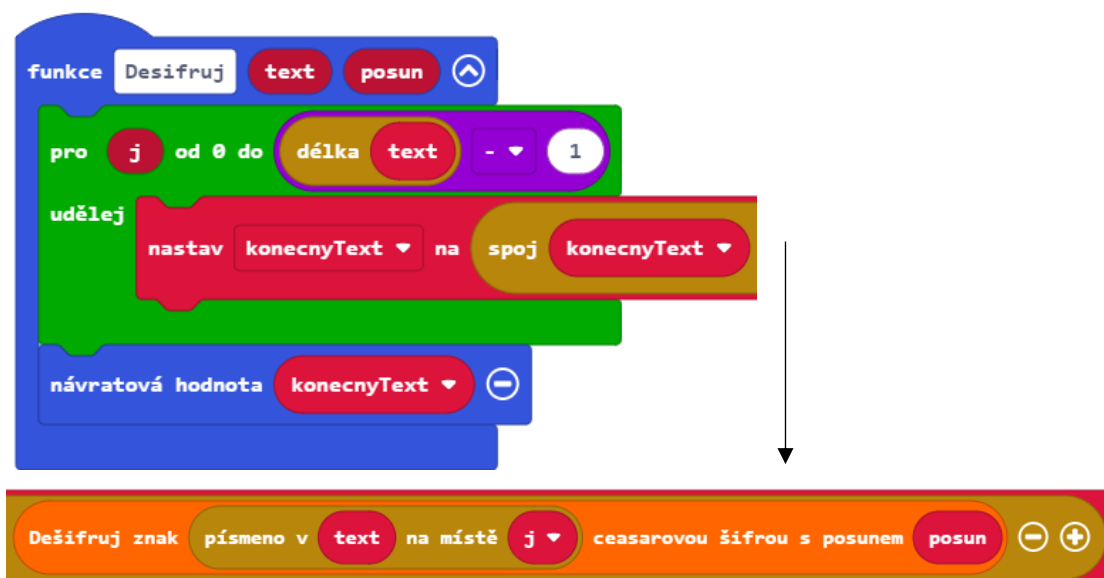 funkce Desifruj text posun
pro j od 0 do délka text - 1
udělej
nastav konecnyText na spoj konecnyText
návratová hodnota konecnyText
Dešifruj znak písmeno v text na místě j ceasarovou šifrou s posunem posun